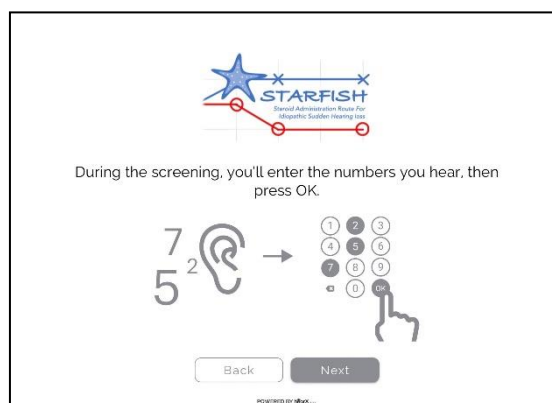 STARFISH
Steroid Administration Route For
Idiopathic Sudden Hearing Loss
During the screening, you'll enter the numbers you hear, then
press OK.
7
2
5
1 2 3
4 5 6
7 8 9
0 OK
Back
Next
POWERED BY